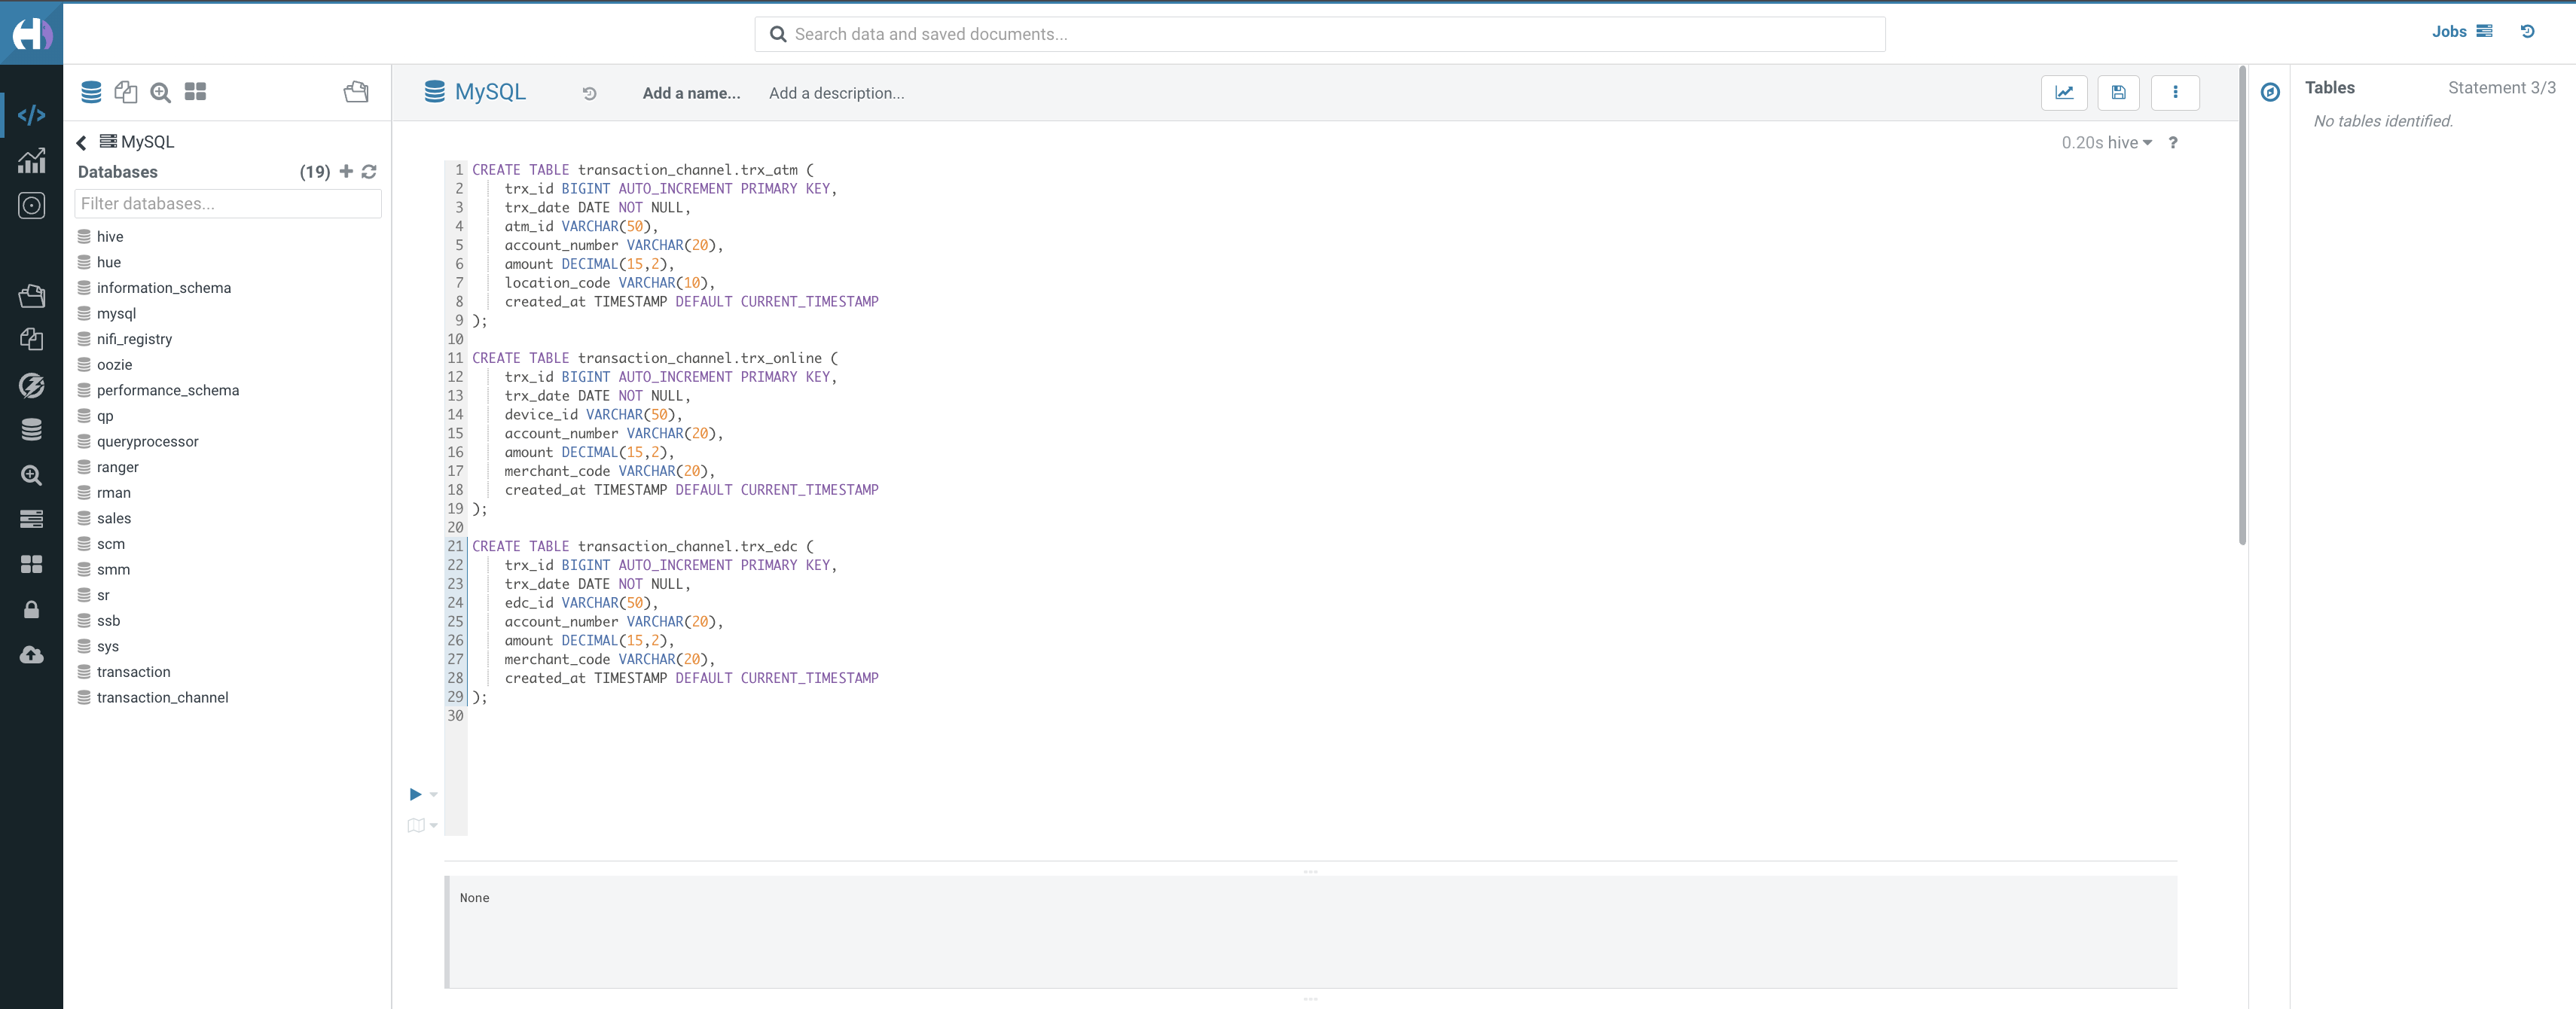 Search data and saved documents...
Jobs
MySQL
Databases (19)
Filter databases...
hive
hue
information_schema
mysql
nifi_registry
oozie
performance_schema
qp
queryprocessor
ranger
rman
sales
scm
smm
sr
ssb
sys
transaction
transaction_channel
MySQL Add a name... Add a description...
0.20s hive ?
1 CREATE TABLE transaction_channel.trx_atm (
2 trx_id BIGINT AUTO_INCREMENT PRIMARY KEY,
3 trx_date DATE NOT NULL,
4 atm_id VARCHAR(50),
5 account_number VARCHAR(20),
6 amount DECIMAL(15,2),
7 location_code VARCHAR(10),
8 created_at TIMESTAMP DEFAULT CURRENT_TIMESTAMP
9 );
10
11 CREATE TABLE transaction_channel.trx_online (
12 trx_id BIGINT AUTO_INCREMENT PRIMARY KEY,
13 trx_date DATE NOT NULL,
14 device_id VARCHAR(50),
15 account_number VARCHAR(20),
16 amount DECIMAL(15,2),
17 merchant_code VARCHAR(20),
18 created_at TIMESTAMP DEFAULT CURRENT_TIMESTAMP
19 );
20
21 CREATE TABLE transaction_channel.trx_edc (
22 trx_id BIGINT AUTO_INCREMENT PRIMARY KEY,
23 trx_date DATE NOT NULL,
24 edc_id VARCHAR(50),
25 account_number VARCHAR(20),
26 amount DECIMAL(15,2),
27 merchant_code VARCHAR(20),
28 created_at TIMESTAMP DEFAULT CURRENT_TIMESTAMP
29 );
30
None
Tables Statement 3/3
No tables identified.